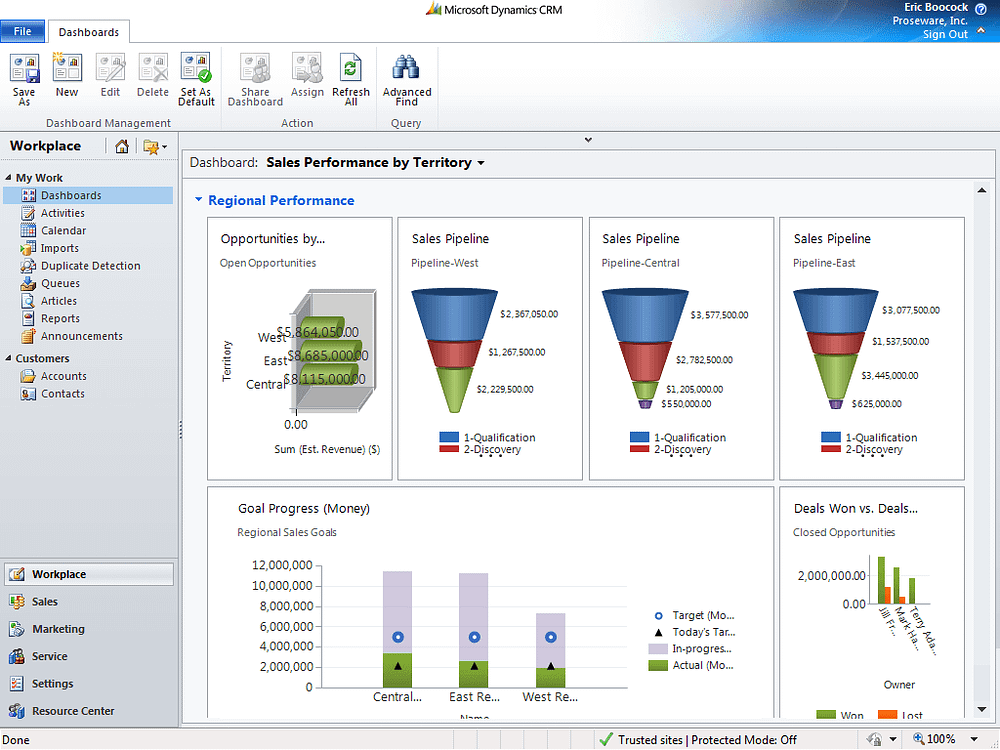 Microsoft Dynamics CRM
Eric Boocock
Proseware, Inc.
Sign Out
File
Dashboards
Save As
New
Edit
Delete
Set As Default
Share Dashboard
Assign
Refresh All
Advanced Find
Dashboard Management
Action
Query
Workplace
My Work
Dashboards
Activities
Calendar
Imports
Duplicate Detection
Queues
Articles
Reports
Announcements
Customers
Accounts
Contacts
Workplace
Sales
Marketing
Service
Settings
Resource Center
Dashboard: Sales Performance by Territory
Regional Performance
Opportunities by...
Open Opportunities
Territory
West
$5,864,050.00
East
$8,685,000.00
Central
$8,115,000.00
0.00
Sum (Est. Revenue) ($)
Sales Pipeline
Pipeline-West
$2,367,050.00
$1,267,500.00
$2,229,500.00
1-Qualification
2-Discovery
Sales Pipeline
Pipeline-Central
$3,577,500.00
$2,782,500.00
$1,205,000.00
$550,000.00
1-Qualification
2-Discovery
Sales Pipeline
Pipeline-East
$3,077,500.00
$1,537,500.00
$3,445,000.00
$625,000.00
1-Qualification
2-Discovery
Goal Progress (Money)
Regional Sales Goals
12,000,000
10,000,000
8,000,000
6,000,000
4,000,000
2,000,000
0
Central...
East Re...
West Re...
Name
Target (Mo...
Today's Tar...
In-progres...
Actual (Mo...
Deals Won vs. Deals...
Closed Opportunities
2,000,000.00
0.00
Jill Fr...
Mark Ha...
Terry Ada...
Owner
Won
Lost
Done
Trusted sites | Protected Mode: Off
100%